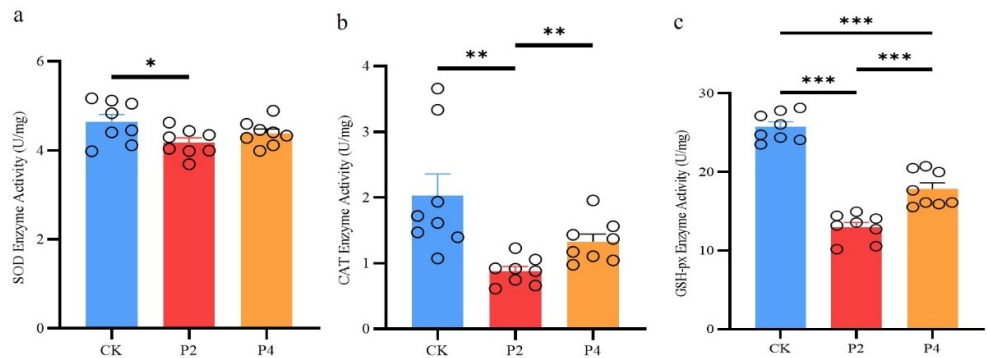 a
*
SOD Enzyme Activity (U/mg)
6
4
2
0
CK P2 P4
b
**
**
CAT Enzyme Activity (U/mg)
4
3
2
1
0
CK P2 P4
c
***
***
***
GSH-px Enzyme Activity (U/mg)
30
20
10
0
CK P2 P4